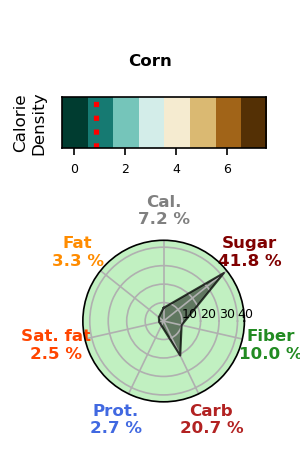 Corn
Calorie
Density
0 2 4 6
Cal.
7.2 %
Fat
3.3 %
Sugar
41.8 %
10 20 30 40
Sat. fat
2.5 %
Fiber
10.0 %
Prot.
2.7 %
Carb
20.7 %